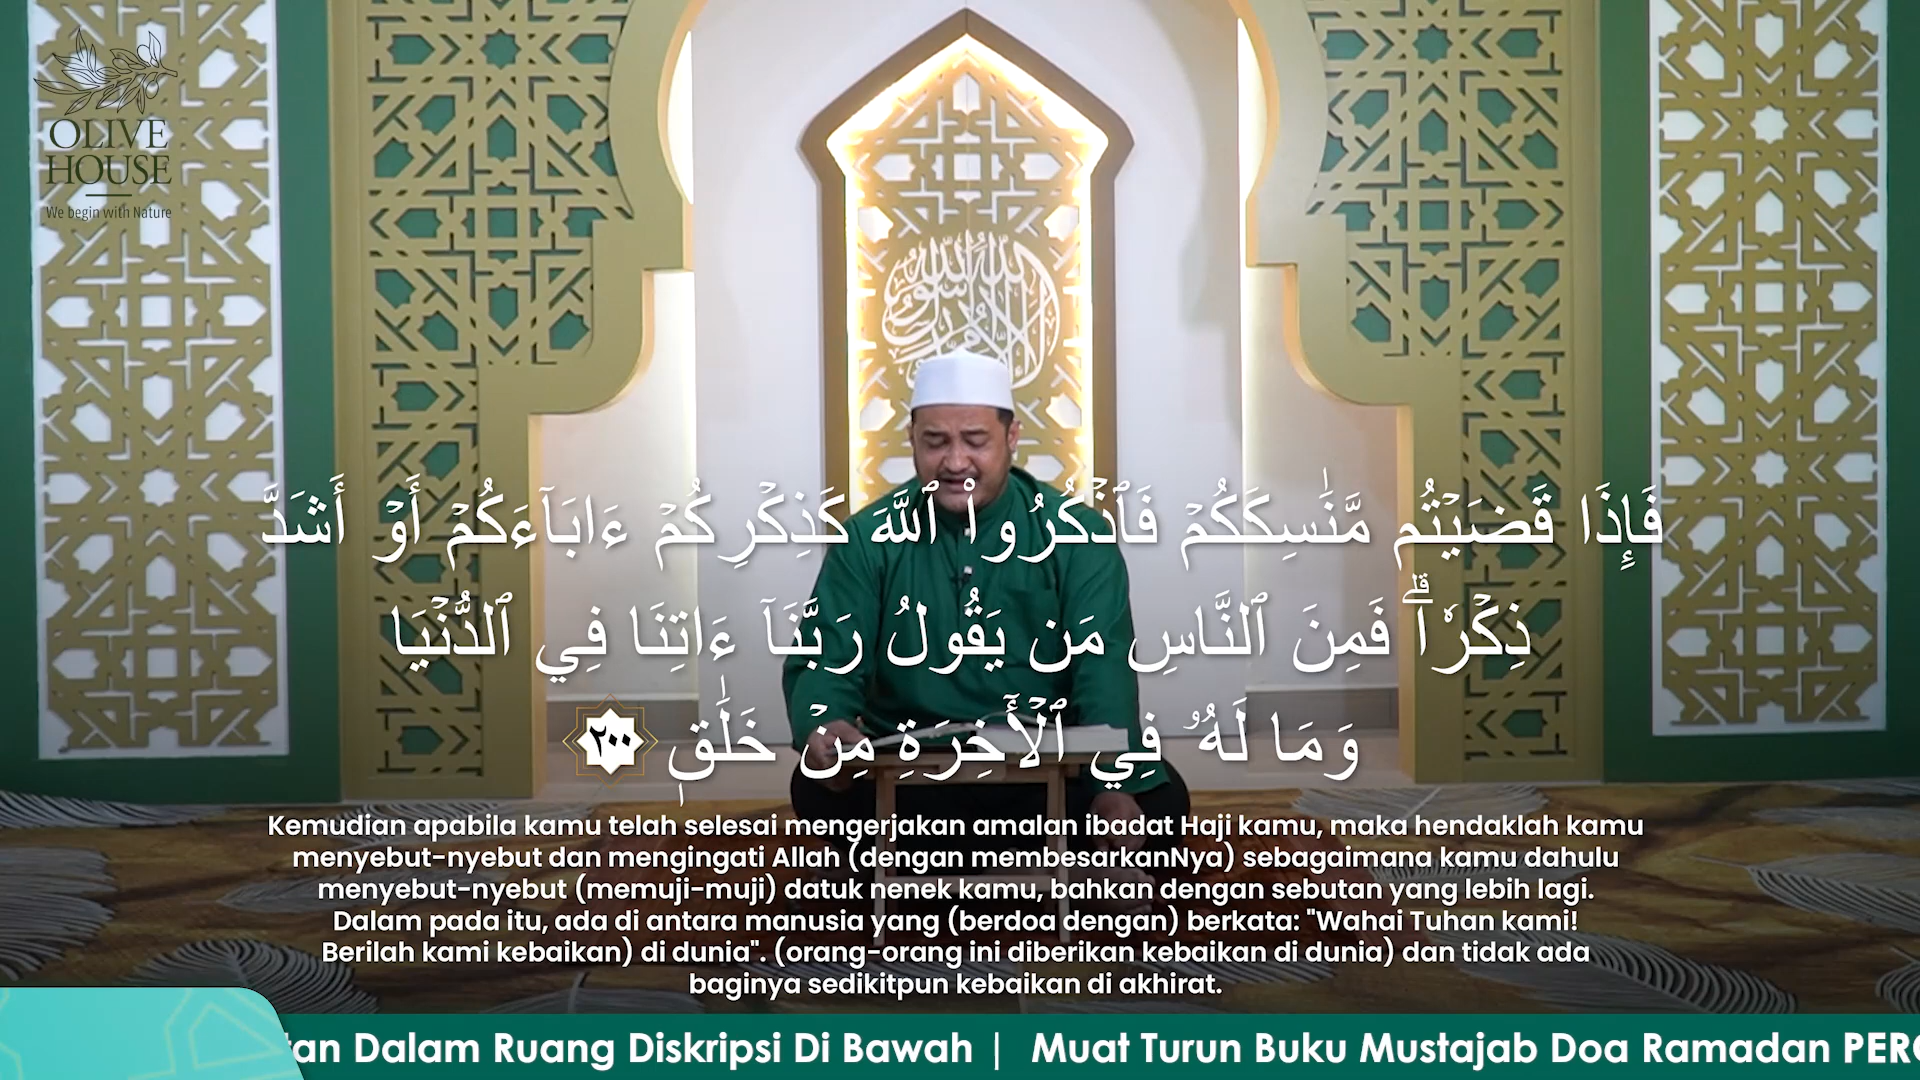 OLIVE
HOUSE
We begin with Nature
فَإِذَا قَضَيۡتُم مَّنَٰسِكَكُمۡ فَٱذۡكُرُواْ ٱللَّهَ كَذِكۡرِكُمۡ ءَابَآءَكُمۡ أَوۡ أَشَدَّ
ذِكۡرٗاۗ فَمِنَ ٱلنَّاسِ مَن يَقُولُ رَبَّنَآ ءَاتِنَا فِي ٱلدُّنۡيَا
وَمَا لَهُۥ فِي ٱلۡأٓخِرَةِ مِنۡ خَلَٰقٖ ٢٠٠
Kemudian apabila kamu telah selesai mengerjakan amalan ibadat Haji kamu, maka hendaklah kamu
menyebut-nyebut dan mengingati Allah (dengan membesarkanNya) sebagaimana kamu dahulu
menyebut-nyebut (memuji-muji) datuk nenek kamu, bahkan dengan sebutan yang lebih lagi.
Dalam pada itu, ada di antara manusia yang (berdoa dengan) berkata: "Wahai Tuhan kami!
Berilah kami kebaikan) di dunia". (orang-orang ini diberikan kebaikan di dunia) dan tidak ada
baginya sedikitpun kebaikan di akhirat.
tan Dalam Ruang Diskripsi Di Bawah | Muat Turun Buku Mustajab Doa Ramadan PERC